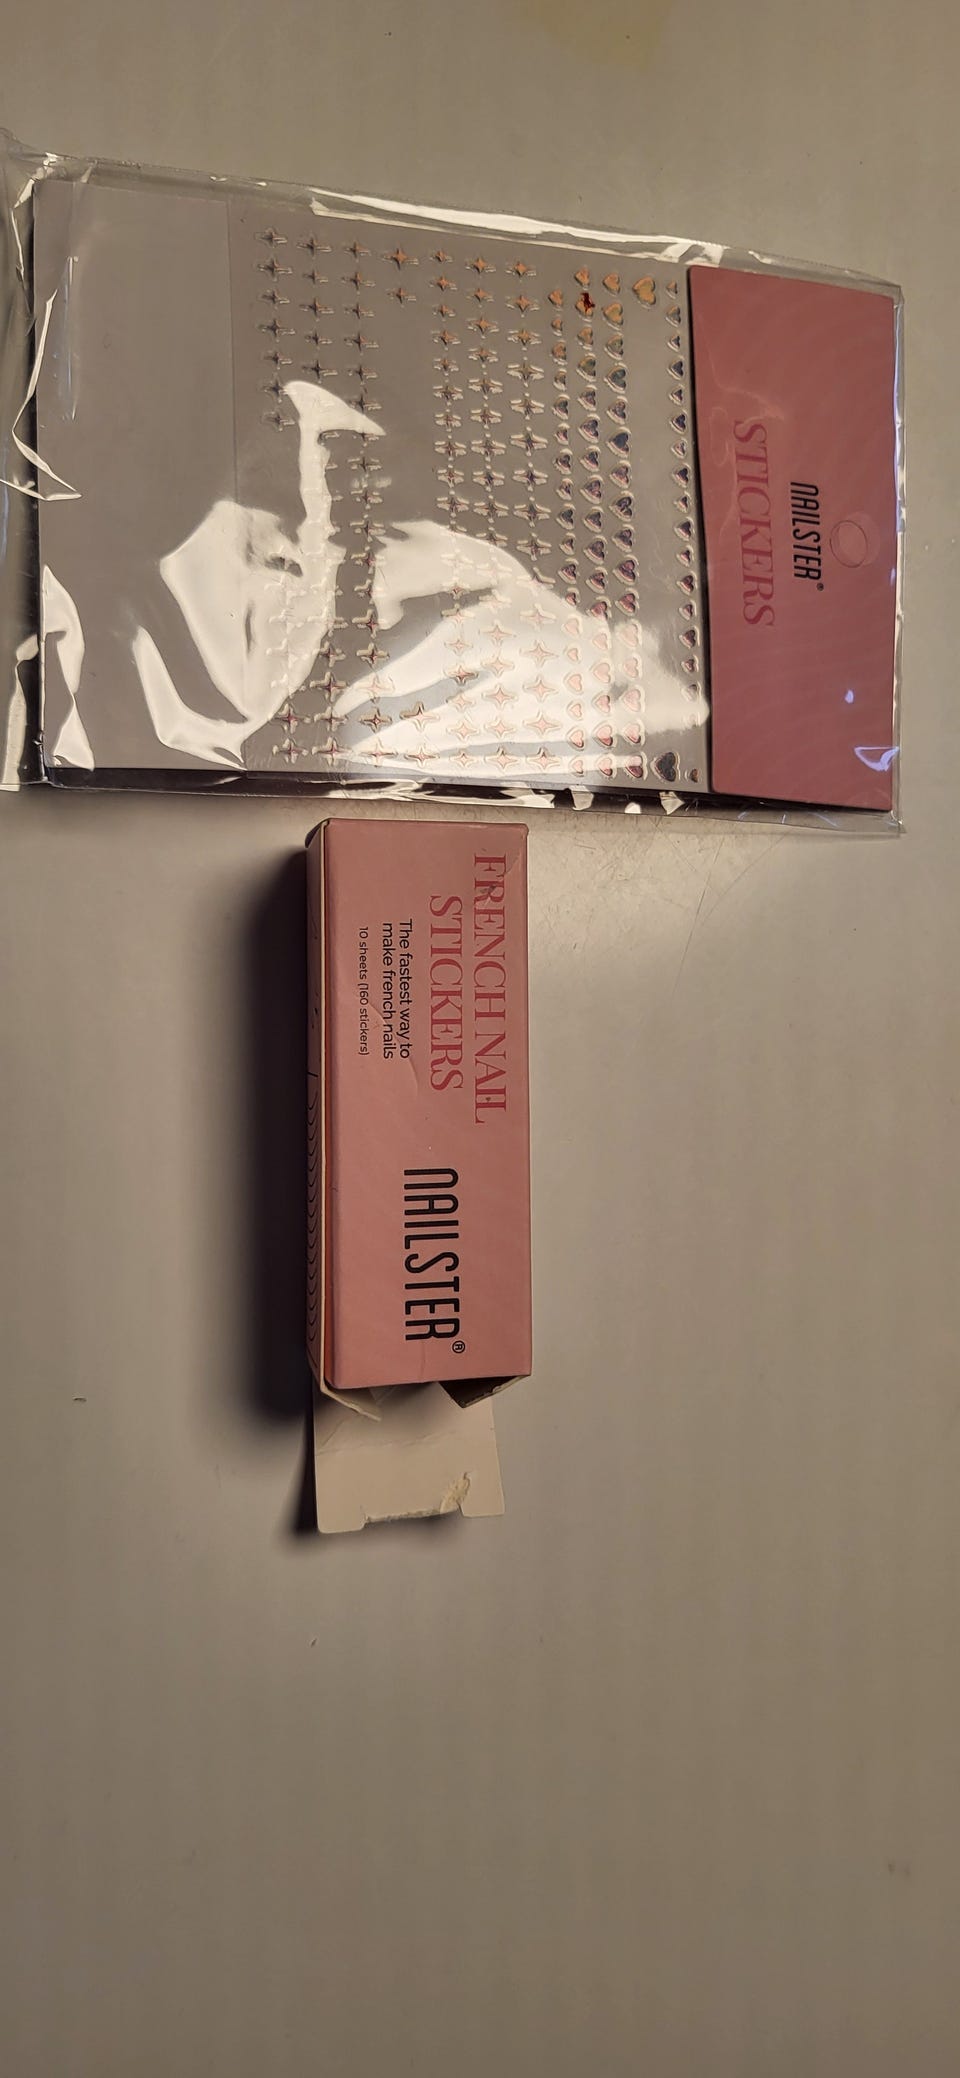 NAILSTER®
STICKERS
FRENCH NAIL
STICKERS
The fastest way to
make french nails
10 sheets (160 stickers)
NAILSTER®